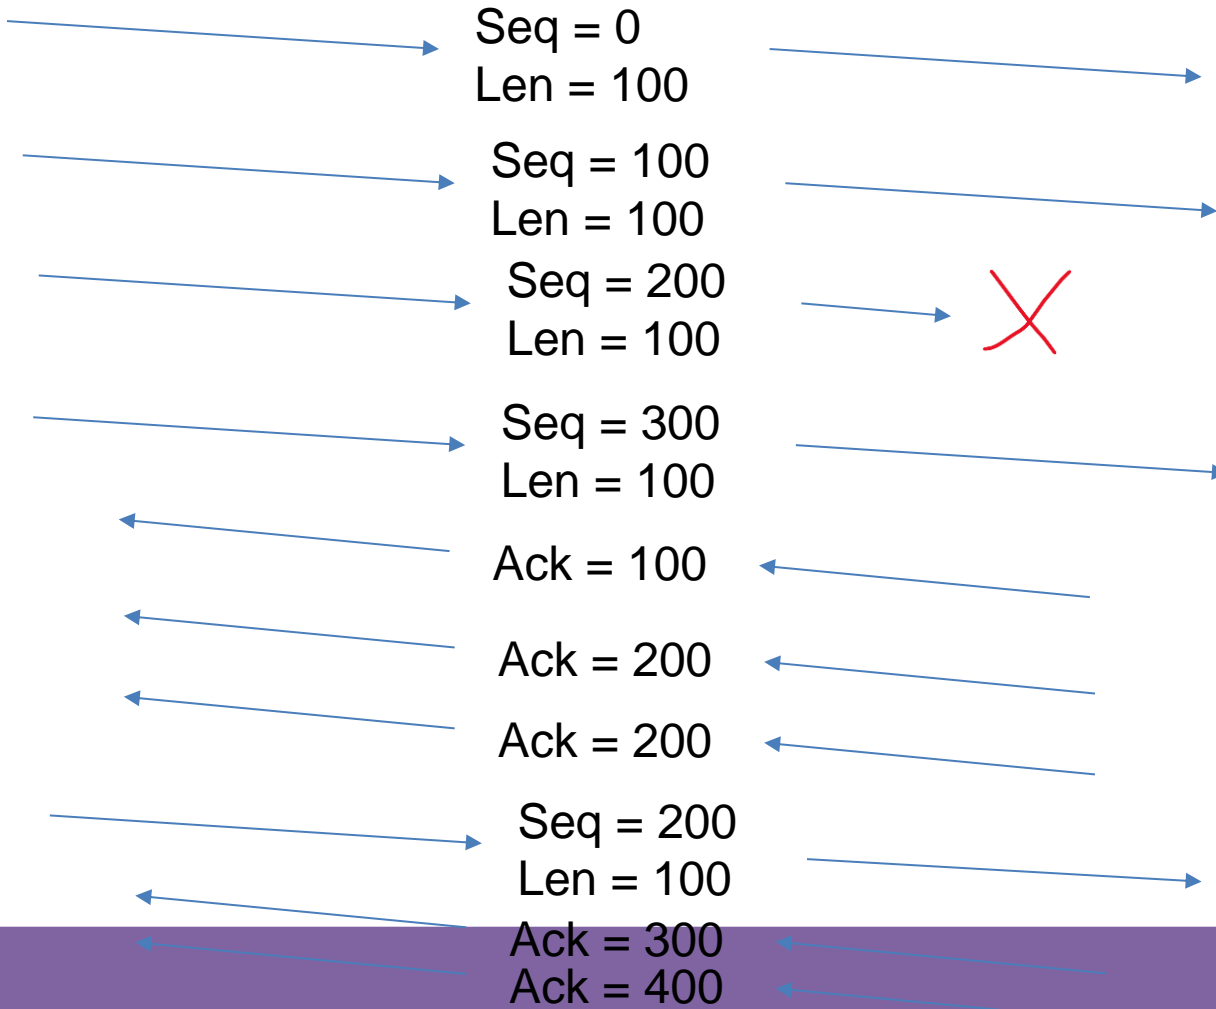 Seq = 0
Len = 100
Seq = 100
Len = 100
Seq = 200
Len = 100
Seq = 300
Len = 100
Ack = 100
Ack = 200
Ack = 200
Seq = 200
Len = 100
Ack = 300
Ack = 400